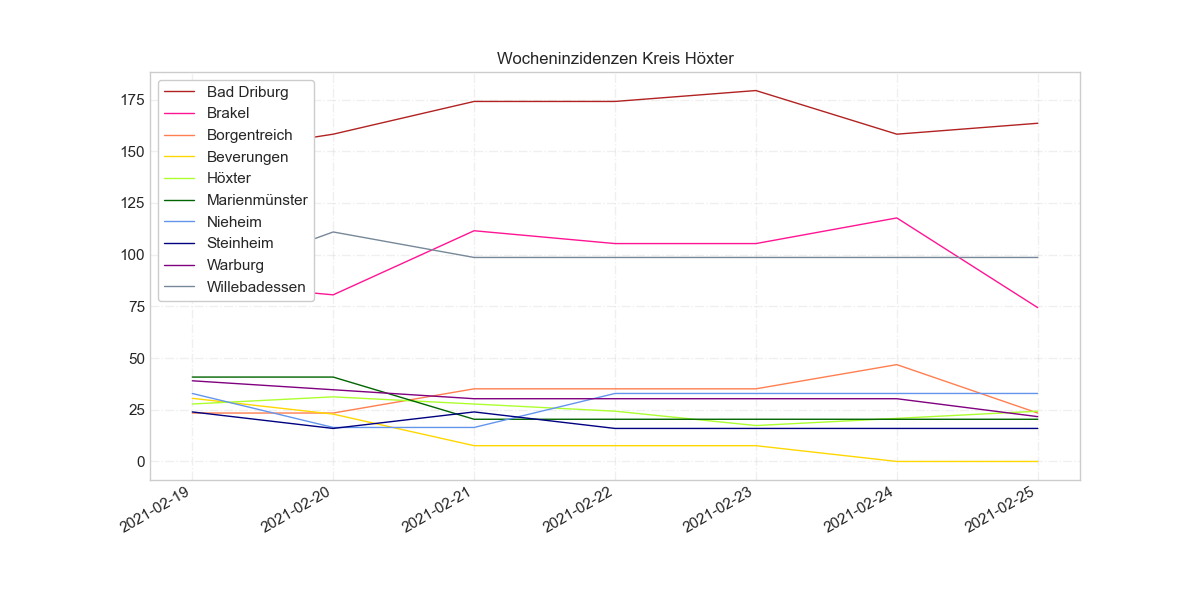 Wocheninzidenzen Kreis Höxter
175
150
125
100
75
50
25
0
Bad Driburg
Brakel
Borgentreich
Beverungen
Höxter
Marienmünster
Nieheim
Steinheim
Warburg
Willebadessen
2021-02-19
2021-02-20
2021-02-21
2021-02-22
2021-02-23
2021-02-24
2021-02-25